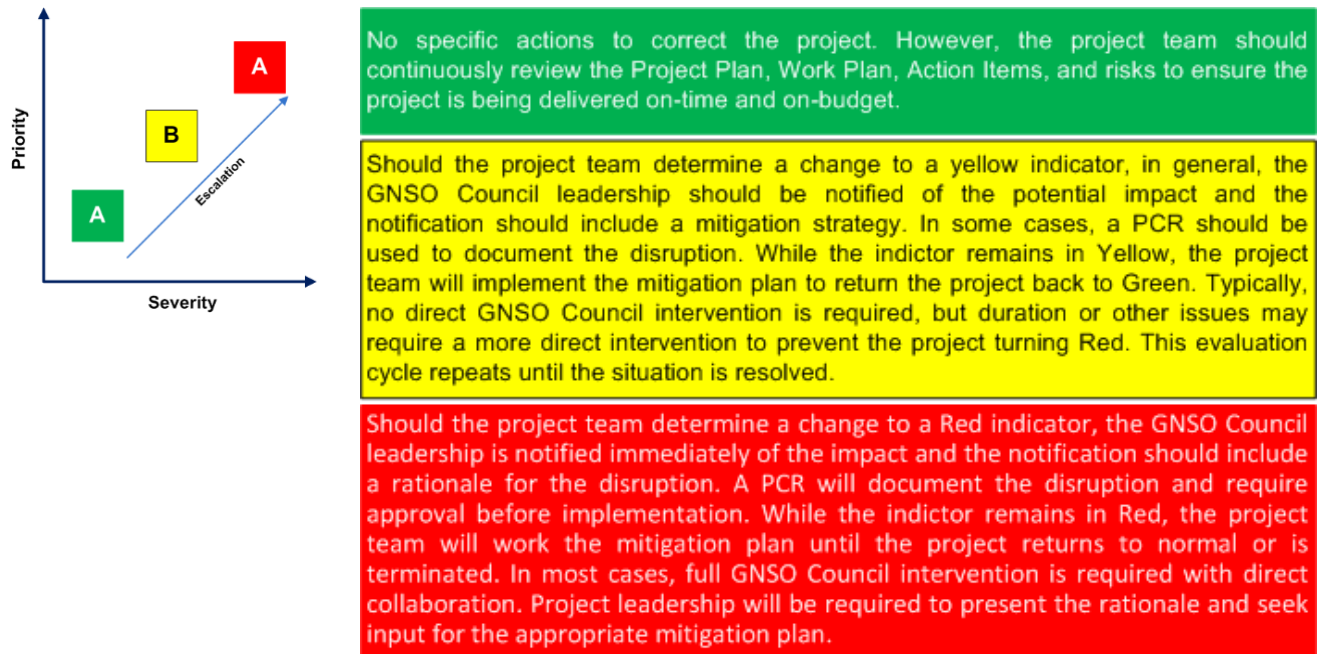 A
B
A
Priority
Escalation
Severity
No specific actions to correct the project. However, the project team should
continuously review the Project Plan, Work Plan, Action Items, and risks to ensure the
project is being delivered on-time and on-budget.
Should the project team determine a change to a yellow indicator, in general, the
GNSO Council leadership should be notified of the potential impact and the
notification should include a mitigation strategy. In some cases, a PCR should be
used to document the disruption. While the indictor remains in Yellow, the project
team will implement the mitigation plan to return the project back to Green. Typically,
no direct GNSO Council intervention is required, but duration or other issues may
require a more direct intervention to prevent the project turning Red. This evaluation
cycle repeats until the situation is resolved.
Should the project team determine a change to a Red indicator, the GNSO Council
leadership is notified immediately of the impact and the notification should include
a rationale for the disruption. A PCR will document the disruption and require
approval before implementation. While the indictor remains in Red, the project
team will work the mitigation plan until the project returns to normal or is
terminated. In most cases, full GNSO Council intervention is required with direct
collaboration. Project leadership will be required to present the rationale and seek
input for the appropriate mitigation plan.